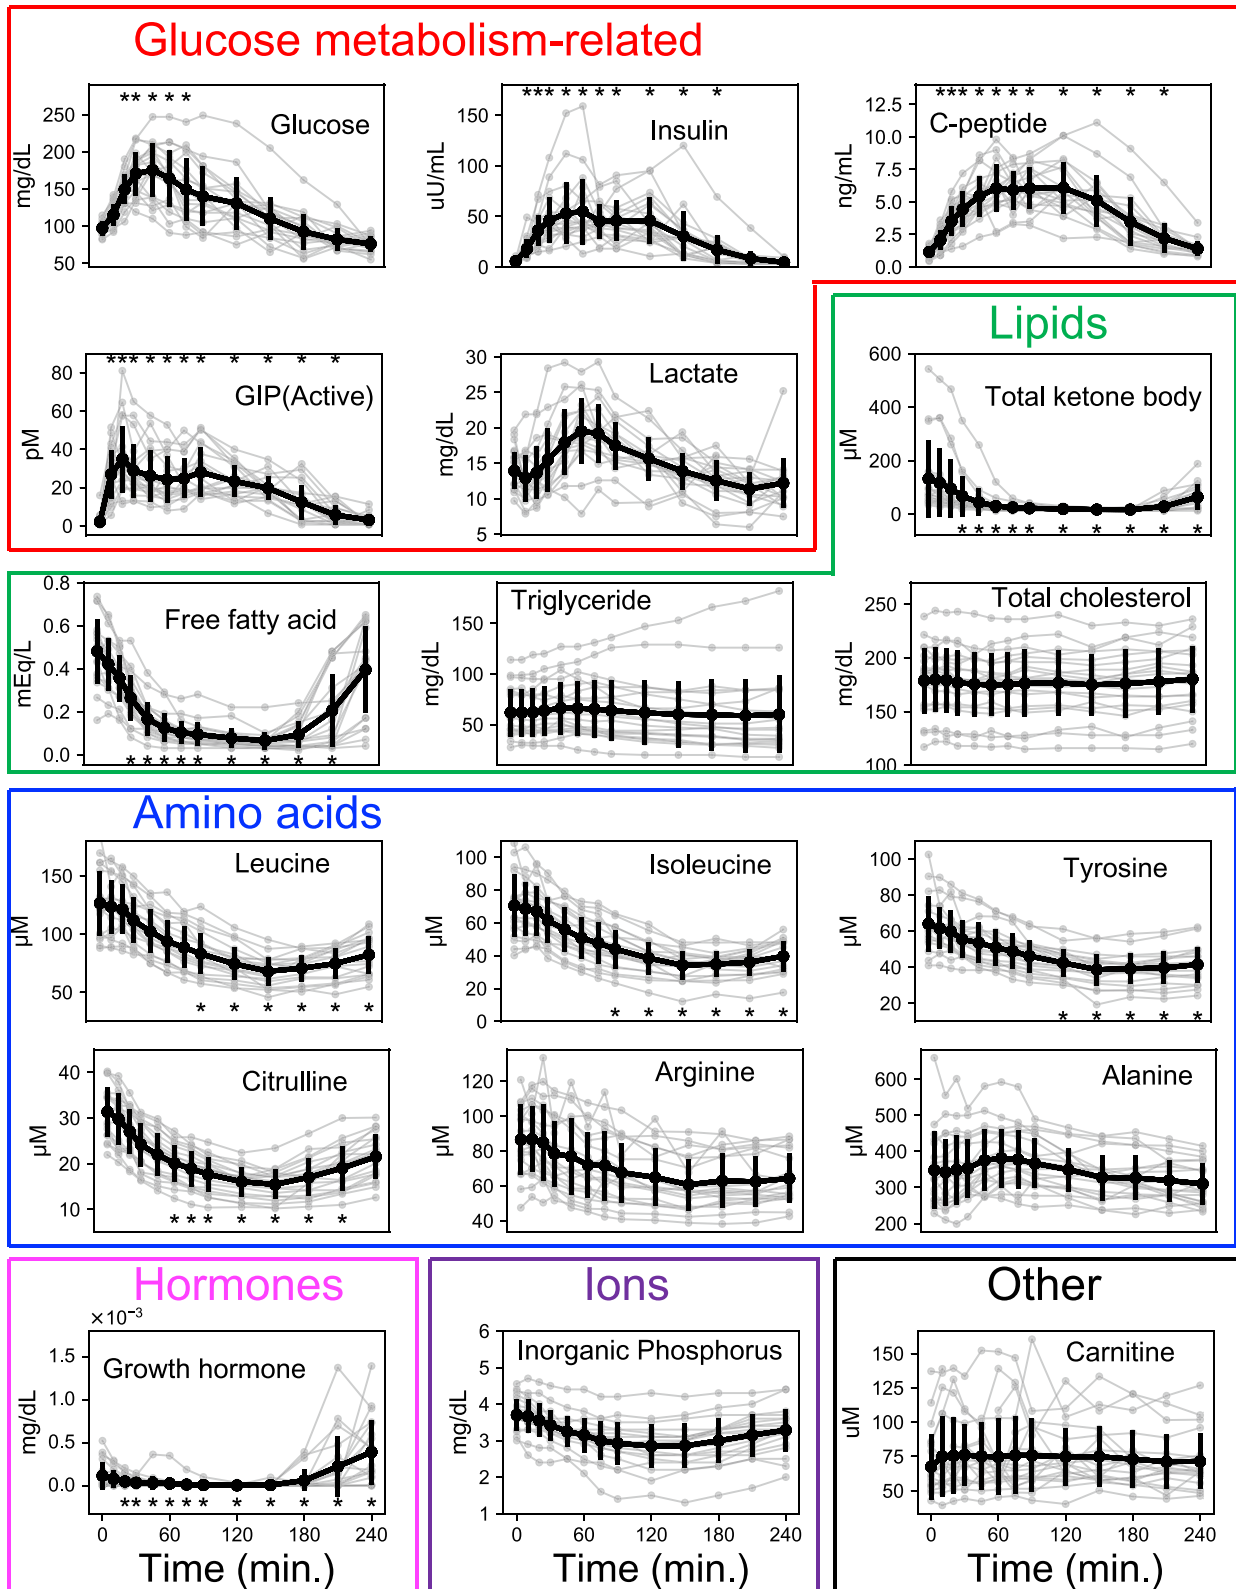 Glucose metabolism-related
250
200
150
100
50
mg/dL
** * * * *
Glucose
150
100
50
0
uU/mL
*** * * * * * * * *
Insulin
12.5
10.0
7.5
5.0
2.5
0.0
ng/mL
*** * * * * * * * *
C-peptide
80
60
40
20
0
pM
*** * * * * * * * *
GIP(Active)
30
25
20
15
10
5
mg/dL
Lactate
Lipids
600
400
200
0
µM
Total ketone body
* * * * * * * * * *
0.8
0.6
0.4
0.2
0.0
mEq/L
Free fatty acid
* * * * * * * * *
150
100
50
mg/dL
Triglyceride
250
200
150
100
mg/dL
Total cholesterol
Amino acids
150
100
50
µM
Leucine
* * * * * *
100
80
60
40
20
0
µM
Isoleucine
* * * * * *
100
80
60
40
20
µM
Tyrosine
* * * * *
40
30
20
10
µM
Citrulline
* * * * * * *
120
100
80
60
40
µM
Arginine
600
500
400
300
200
µM
Alanine
Hormones
×10⁻³
1.5
1.0
0.5
0.0
mg/dL
Growth hormone
** * * * * * * * * *
0 60 120 180 240
Time (min.)
Ions
6
5
4
3
2
1
mg/dL
Inorganic Phosphorus
0 60 120 180 240
Time (min.)
Other
150
125
100
75
50
uM
Carnitine
0 60 120 180 240
Time (min.)